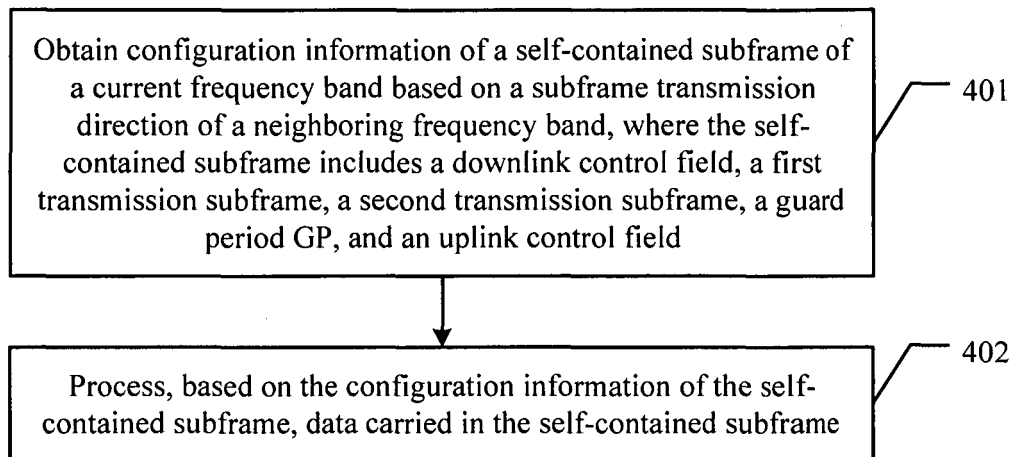 Obtain configuration information of a self-contained subframe of
a current frequency band based on a subframe transmission
direction of a neighboring frequency band, where the self-
contained subframe includes a downlink control field, a first
transmission subframe, a second transmission subframe, a guard
period GP, and an uplink control field
401
Process, based on the configuration information of the self-
contained subframe, data carried in the self-contained subframe
402